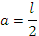 a = l/2